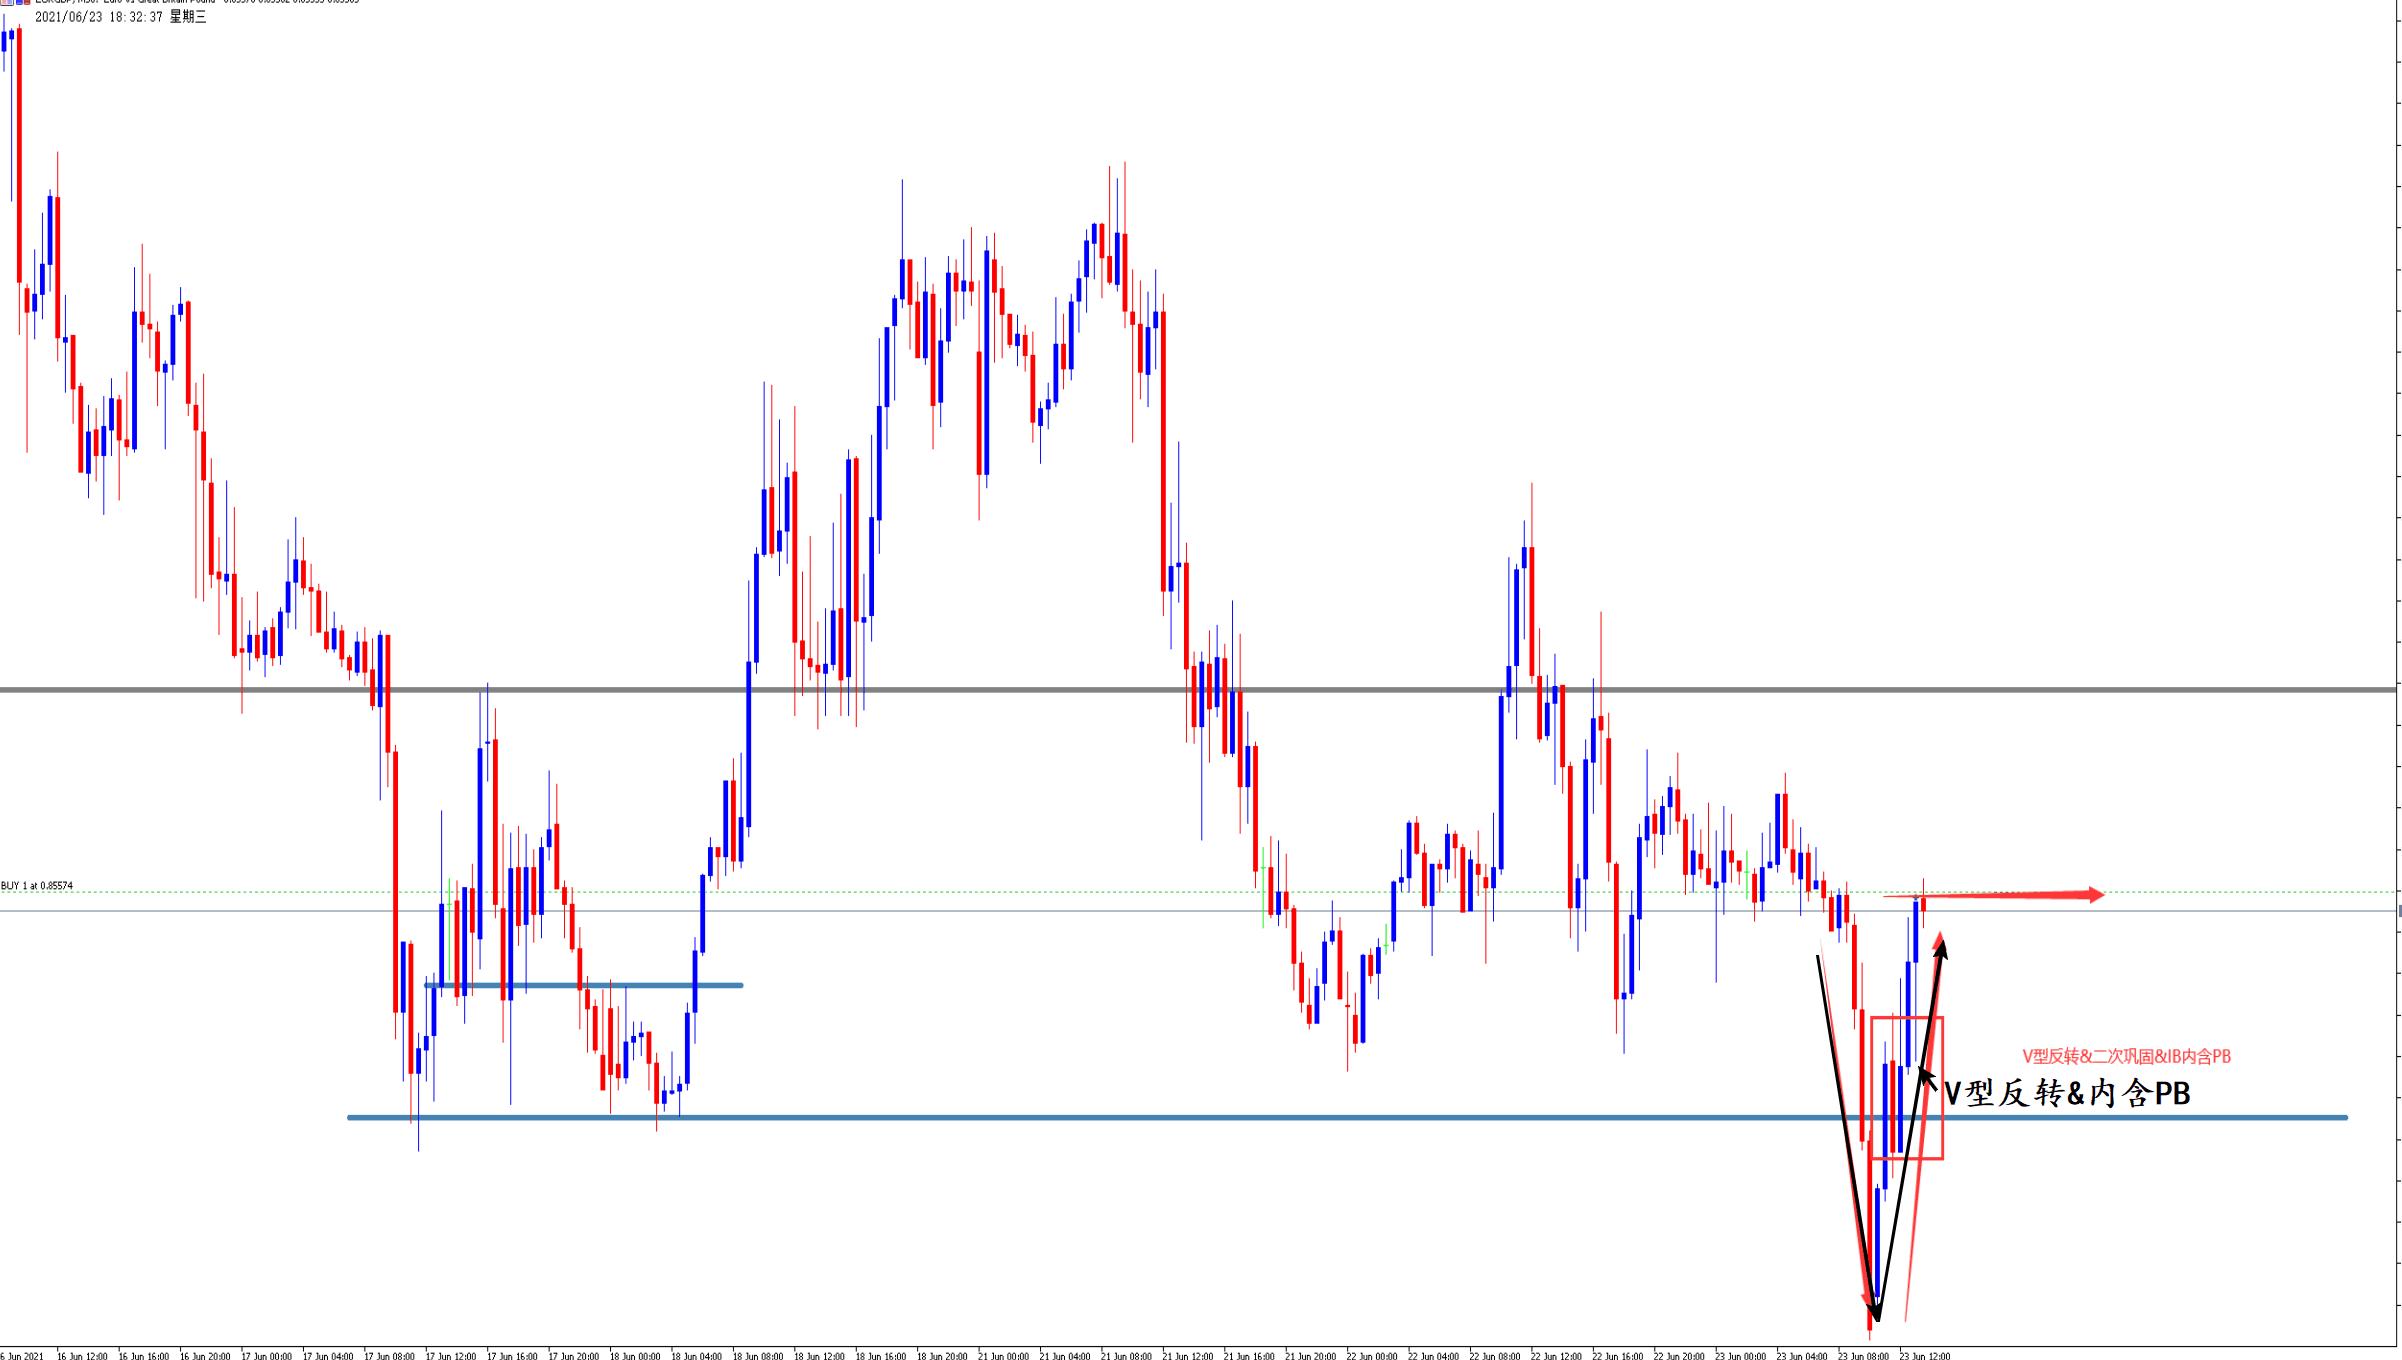 2021/06/23 18:32:37 星期三
BUY 1 at 0.85574
V型反转&二次巩固&IB内含PB
V型反转&内含PB
6 Jun 2021 16 Jun 12:00 16 Jun 16:00 16 Jun 20:00 17 Jun 00:00 17 Jun 04:00 17 Jun 08:00 17 Jun 12:00 17 Jun 16:00 17 Jun 20:00 18 Jun 00:00 18 Jun 04:00 18 Jun 08:00 18 Jun 12:00 18 Jun 16:00 18 Jun 20:00 21 Jun 00:00 21 Jun 04:00 21 Jun 08:00 21 Jun 12:00 21 Jun 16:00 21 Jun 20:00 22 Jun 00:00 22 Jun 04:00 22 Jun 08:00 22 Jun 12:00 22 Jun 16:00 22 Jun 20:00 23 Jun 00:00 23 Jun 04:00 23 Jun 08:00 23 Jun 12:00